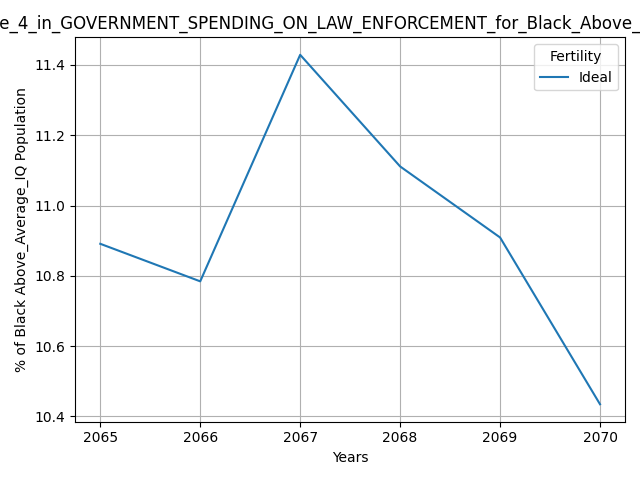 e_4_in_GOVERNMENT_SPENDING_ON_LAW_ENFORCEMENT_for_Black_Above_
Fertility
Ideal
% of Black Above_Average_IQ Population
11.4
11.2
11.0
10.8
10.6
10.4
2065 2066 2067 2068 2069 2070
Years